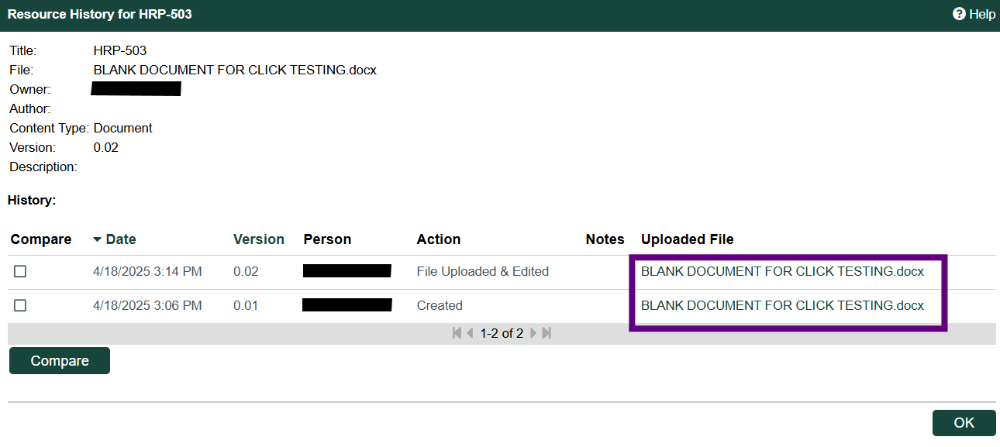 Resource History for HRP-503 Help
Title: HRP-503
File: BLANK DOCUMENT FOR CLICK TESTING.docx
Owner:
Author:
Content Type: Document
Version: 0.02
Description:
History:
Compare Date Version Person Action Notes Uploaded File
4/18/2025 3:14 PM 0.02 File Uploaded & Edited BLANK DOCUMENT FOR CLICK TESTING.docx
4/18/2025 3:06 PM 0.01 Created BLANK DOCUMENT FOR CLICK TESTING.docx
1-2 of 2
Compare
OK